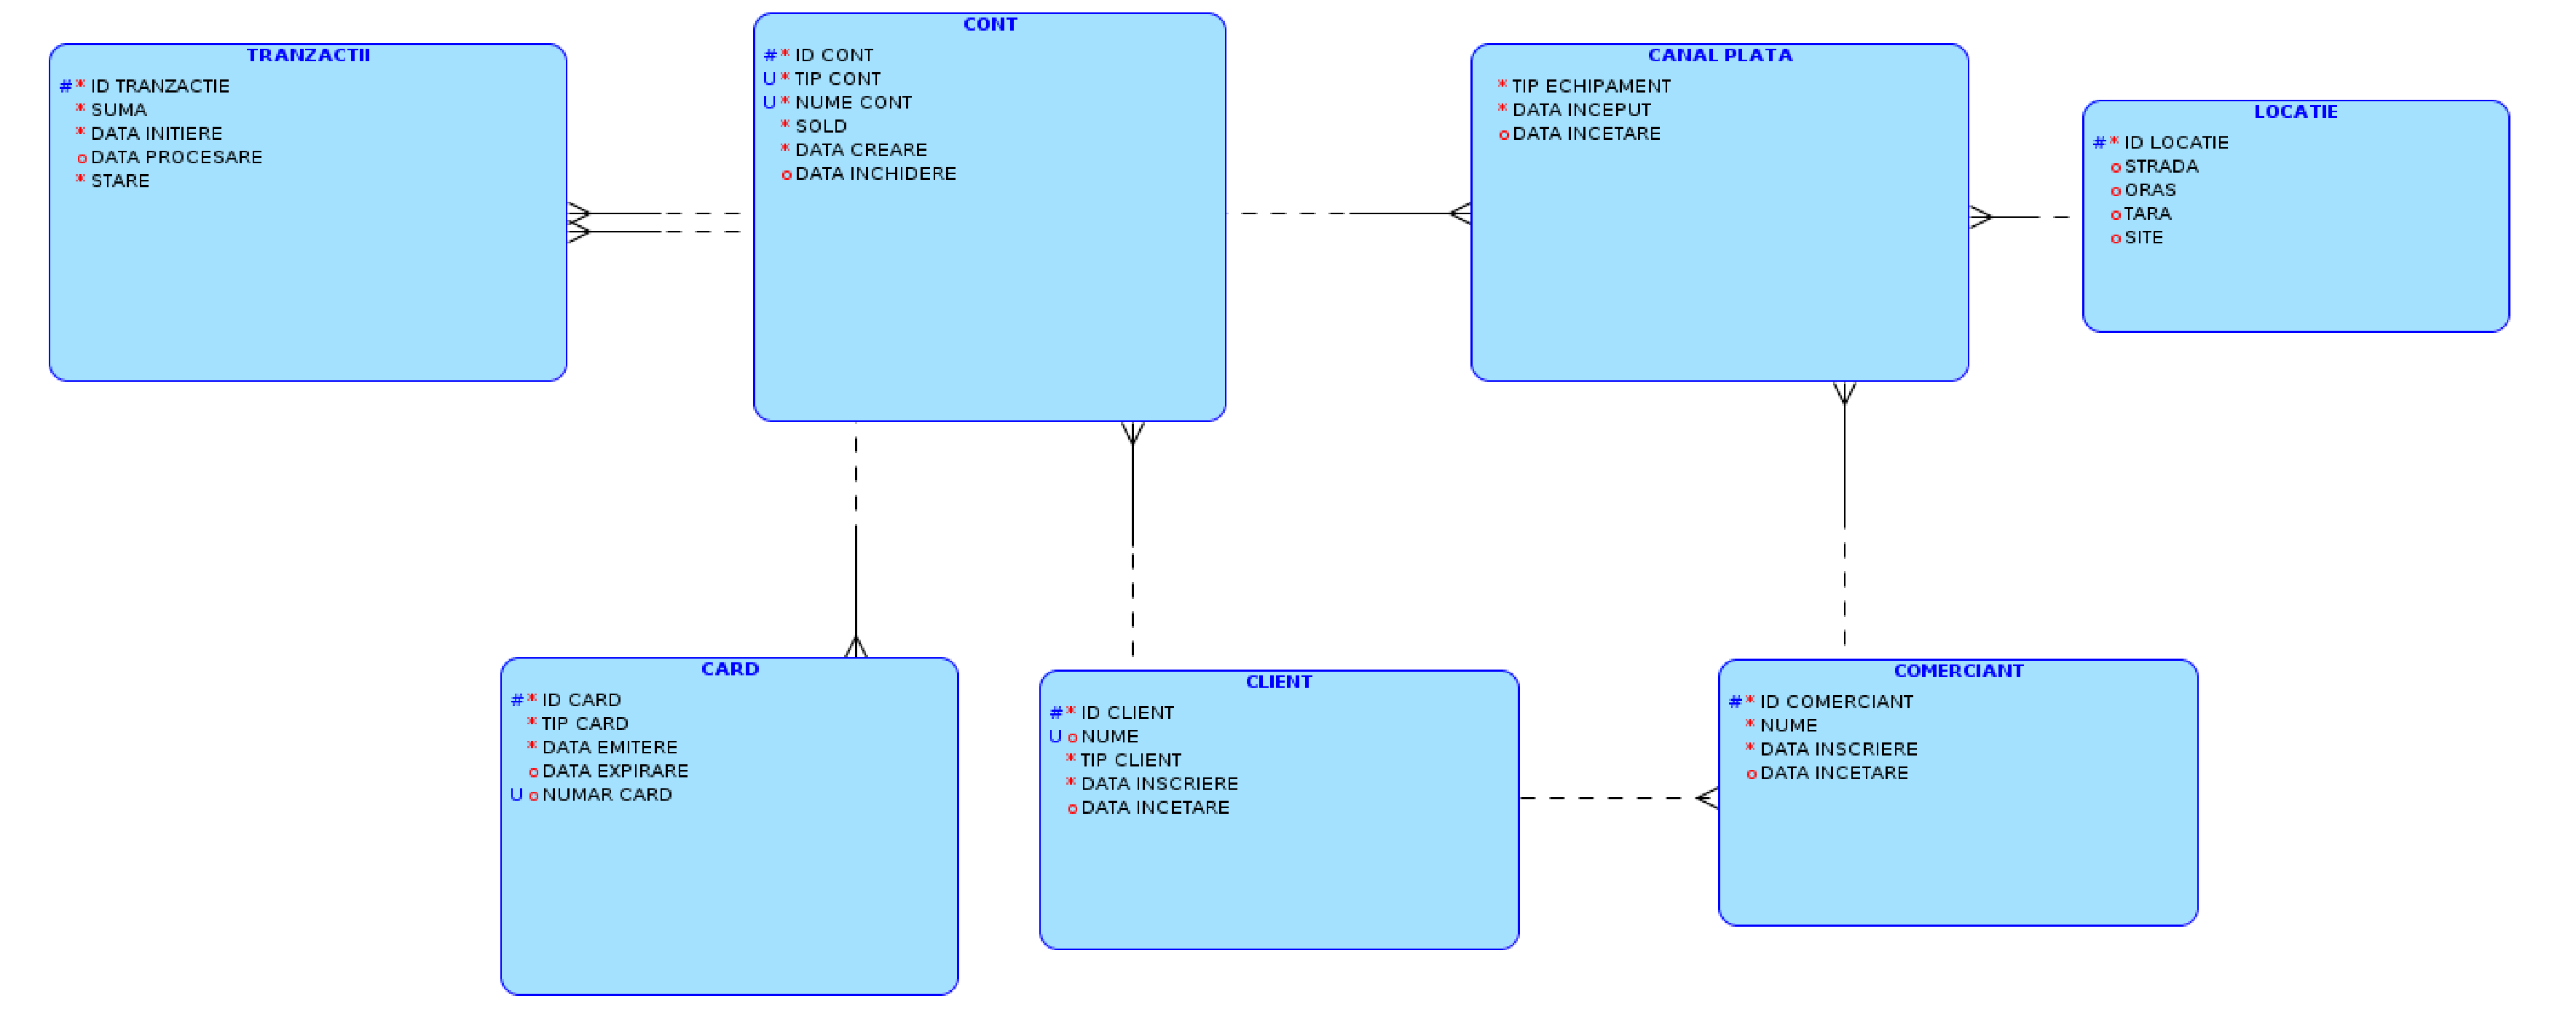 TRANZACTII
#* ID TRANZACTIE
* SUMA
* DATA INITIERE
o DATA PROCESARE
* STARE
CONT
#* ID CONT
U* TIP CONT
U* NUME CONT
* SOLD
* DATA CREARE
o DATA INCHIDERE
CANAL PLATA
* TIP ECHIPAMENT
* DATA INCEPUT
o DATA INCETARE
LOCATIE
#* ID LOCATIE
o STRADA
o ORAS
o TARA
o SITE
CARD
#* ID CARD
* TIP CARD
* DATA EMITERE
o DATA EXPIRARE
U o NUMAR CARD
CLIENT
#* ID CLIENT
U o NUME
* TIP CLIENT
* DATA INSCRIERE
o DATA INCETARE
COMERCIANT
#* ID COMERCIANT
* NUME
* DATA INSCRIERE
o DATA INCETARE